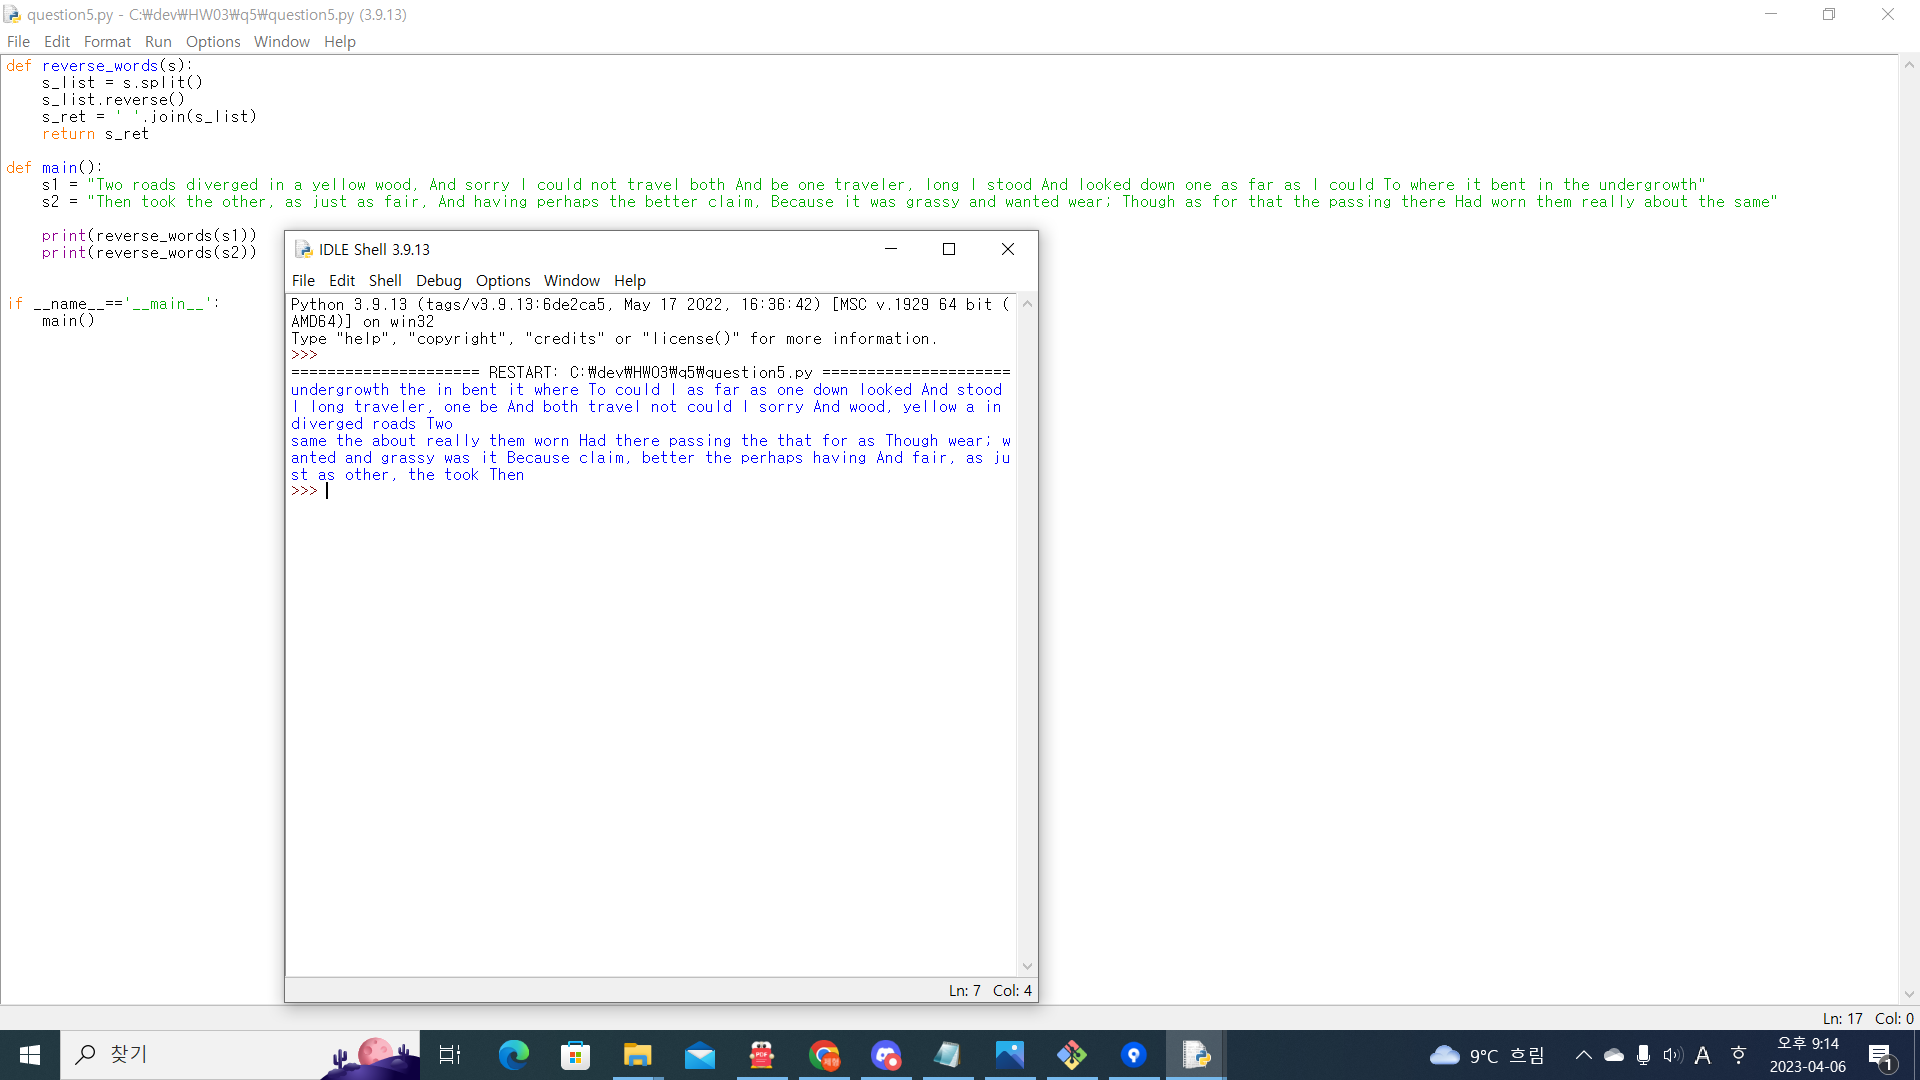 question5.py - C:₩dev₩HW03₩q5₩question5.py (3.9.13)
File Edit Format Run Options Window Help
def reverse_words(s):
    s_list = s.split()
    s_list.reverse()
    s_ret = ' '.join(s_list)
    return s_ret
def main():
    s1 = "Two roads diverged in a yellow wood, And sorry I could not travel both And be one traveler, long I stood And looked down one as far as I could To where it bent in the undergrowth"
    s2 = "Then took the other, as just as fair, And having perhaps the better claim, Because it was grassy and wanted wear; Though as for that the passing there Had worn them really about the same"
    print(reverse_words(s1))
    print(reverse_words(s2))
if __name__=='__main__':
    main()
IDLE Shell 3.9.13
File Edit Shell Debug Options Window Help
Python 3.9.13 (tags/v3.9.13:6de2ca5, May 17 2022, 16:36:42) [MSC v.1929 64 bit (
AMD64)] on win32
Type "help", "copyright", "credits" or "license()" for more information.
>>>
===================== RESTART: C:₩dev₩HW03₩q5₩question5.py =====================
undergrowth the in bent it where To could I as far as one down looked And stood
I long traveler, one be And both travel not could I sorry And wood, yellow a in
diverged roads Two
same the about really them worn Had there passing the that for as Though wear; w
anted and grassy was it Because claim, better the perhaps having And fair, as ju
st as other, the took Then
>>>
Ln: 7 Col: 4
Ln: 17 Col: 0
찾기
PDF
9°C 흐림
A
오후 9:14
2023-04-06
1